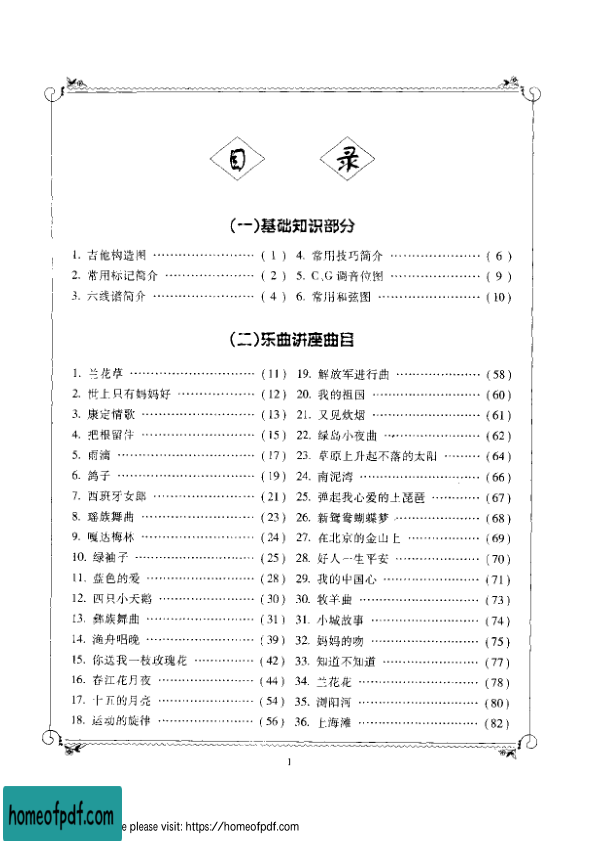 目 录
(一)基础知识部分
1. 吉他构造图 ························ ( 1 ) 4. 常用技巧简介 ····················· ( 6 )
2. 常用标记简介 ····················· ( 2 ) 5. C、G调音位图 ····················· ( 9 )
3. 六线谱简介 ························ ( 4 ) 6. 常用和弦图 ························ (10)
(二)乐曲讲座曲目
1. 兰花草 ······························ (11) 19. 解放军进行曲 ····················· (58)
2. 世上只有妈妈好 ·················· (12) 20. 我的祖国 ··························· (60)
3. 康定情歌 ··························· (13) 21. 又见炊烟 ··························· (61)
4. 把根留住 ··························· (15) 22. 绿岛小夜曲 ························ (62)
5. 雨滴 ································· (17) 23. 草原上升起不落的太阳 ········· (64)
6. 鸽子 ································· (19) 24. 南泥湾 ······························ (66)
7. 西班牙女郎 ························ (21) 25. 弹起我心爱的土琵琶 ············ (67)
8. 瑶族舞曲 ··························· (23) 26. 新鸳鸯蝴蝶梦 ····················· (68)
9. 嘎达梅林 ··························· (24) 27. 在北京的金山上 ·················· (69)
10. 绿袖子 ······························ (25) 28. 好人一生平安 ····················· (70)
11. 蓝色的爱 ··························· (28) 29. 我的中国心 ························ (71)
12. 四只小天鹅 ························ (30) 30. 牧羊曲 ······························ (73)
13. 彝族舞曲 ··························· (31) 31. 小城故事 ··························· (74)
14. 渔舟唱晚 ··························· (39) 32. 妈妈的吻 ··························· (75)
15. 你送我一枝玫瑰花 ··············· (42) 33. 知道不知道 ························ (77)
16. 春江花月夜 ························ (44) 34. 兰花花 ······························ (78)
17. 十五的月亮 ························ (54) 35. 浏阳河 ······························ (80)
18. 运动的旋律 ························ (56) 36. 上海滩 ······························ (82)
1
homeofpdf.com
e please visit: https://homeofpdf.com